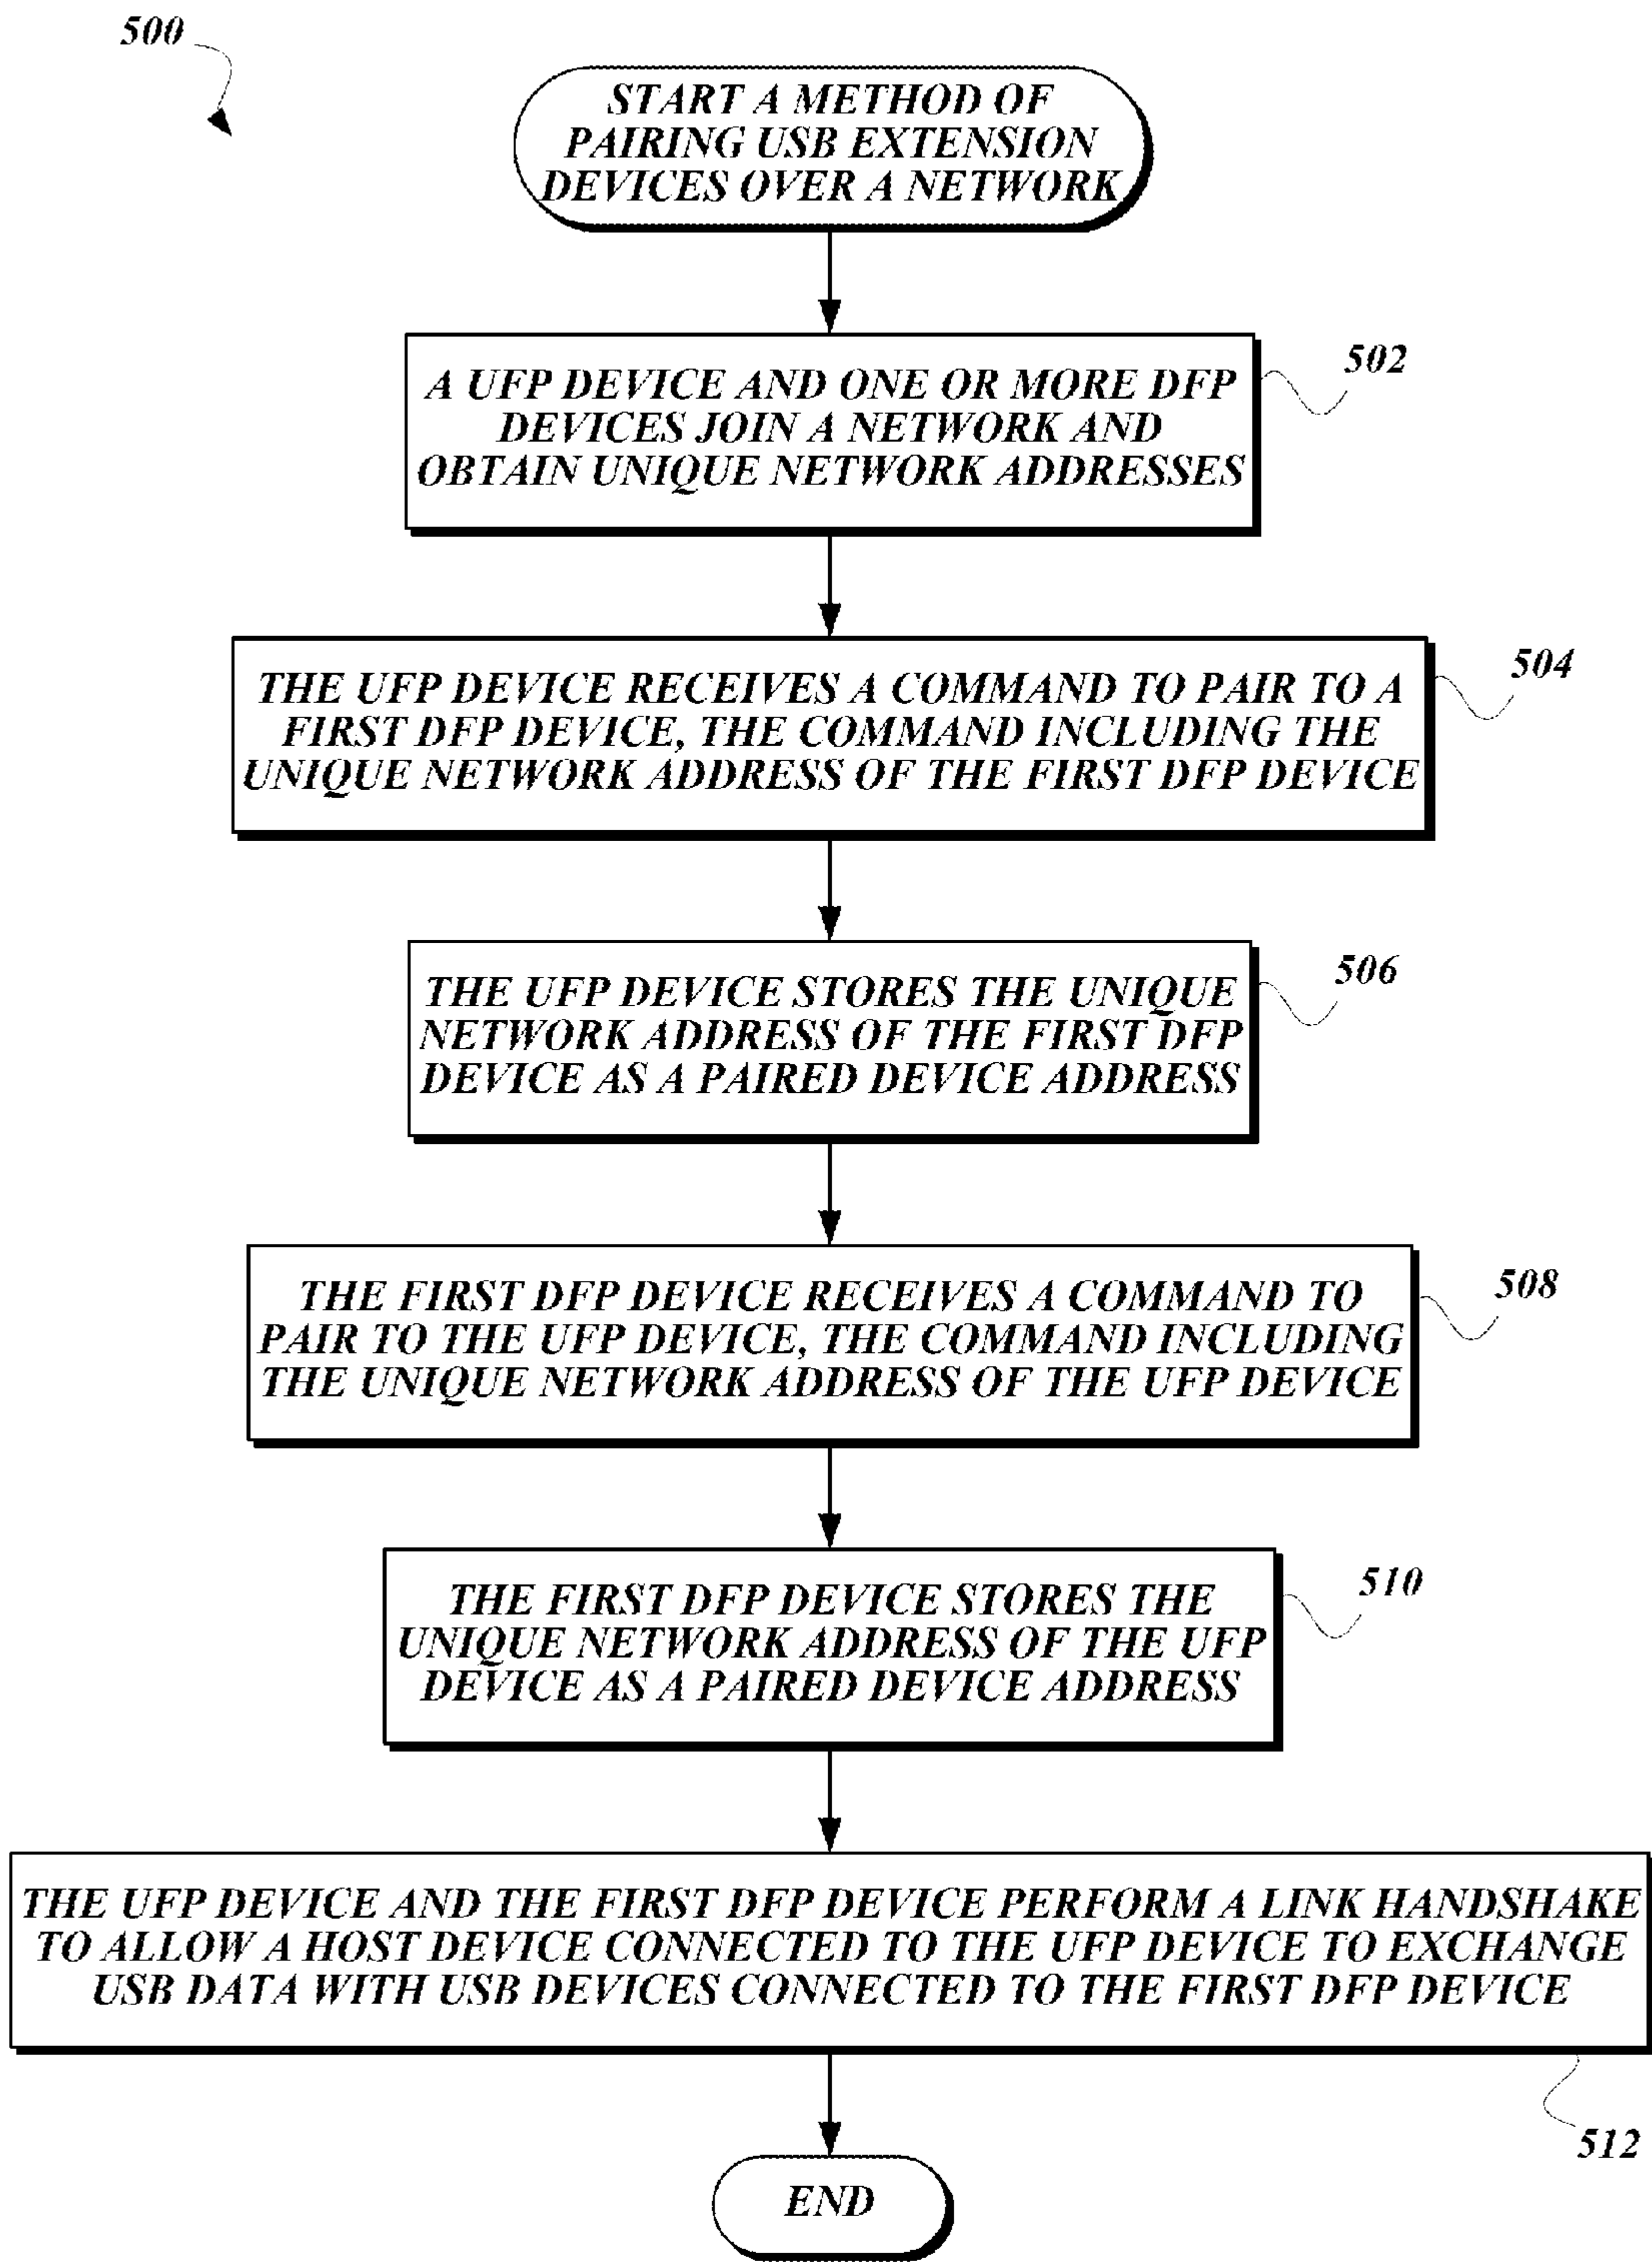 500
START A METHOD OF
PAIRING USB EXTENSION
DEVICES OVER A NETWORK
A UFP DEVICE AND ONE OR MORE DFP
DEVICES JOIN A NETWORK AND
OBTAIN UNIQUE NETWORK ADDRESSES
502
THE UFP DEVICE RECEIVES A COMMAND TO PAIR TO A
FIRST DFP DEVICE, THE COMMAND INCLUDING THE
UNIQUE NETWORK ADDRESS OF THE FIRST DFP DEVICE
504
THE UFP DEVICE STORES THE UNIQUE
NETWORK ADDRESS OF THE FIRST DFP
DEVICE AS A PAIRED DEVICE ADDRESS
506
THE FIRST DFP DEVICE RECEIVES A COMMAND TO
PAIR TO THE UFP DEVICE, THE COMMAND INCLUDING
THE UNIQUE NETWORK ADDRESS OF THE UFP DEVICE
508
THE FIRST DFP DEVICE STORES THE
UNIQUE NETWORK ADDRESS OF THE UFP
DEVICE AS A PAIRED DEVICE ADDRESS
510
THE UFP DEVICE AND THE FIRST DFP DEVICE PERFORM A LINK HANDSHAKE
TO ALLOW A HOST DEVICE CONNECTED TO THE UFP DEVICE TO EXCHANGE
USB DATA WITH USB DEVICES CONNECTED TO THE FIRST DFP DEVICE
512
END